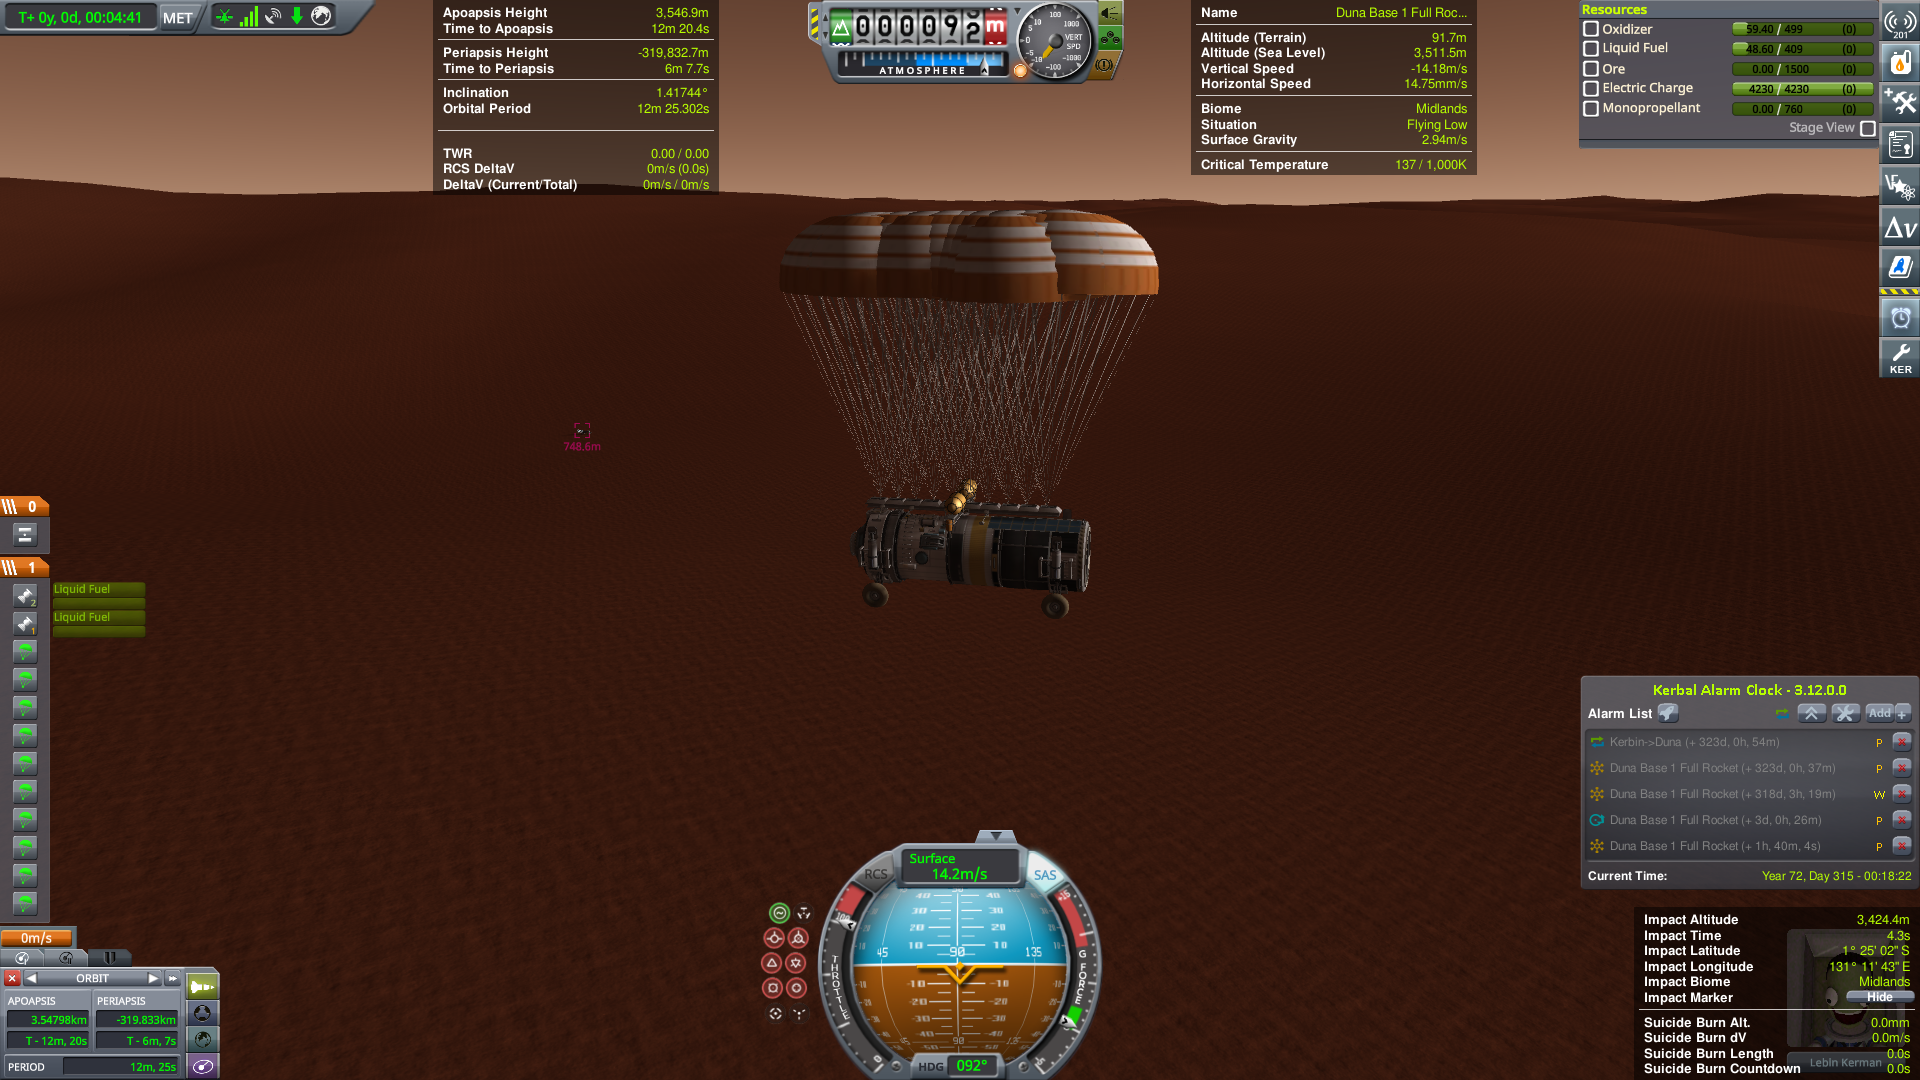 T+ 0y, 0d, 00:04:41 MET
Apoapsis Height 3,546.9m
Time to Apoapsis 12m 20.4s
Periapsis Height -319,832.7m
Time to Periapsis 6m 7.7s
Inclination 1.41744°
Orbital Period 12m 25.302s
TWR 0.00 / 0.00
RCS DeltaV 0m/s (0.0s)
DeltaV (Current/Total) 0m/s / 0m/s
000092 m
ATMOSPHERE
VERT SPD
Name Duna Base 1 Full Roc...
Altitude (Terrain) 91.7m
Altitude (Sea Level) 3,511.5m
Vertical Speed -14.18m/s
Horizontal Speed 14.75mm/s
Biome Midlands
Situation Flying Low
Surface Gravity 2.94m/s
Critical Temperature 137 / 1,000K
Resources
Oxidizer 59.40 / 499 (0)
Liquid Fuel 48.60 / 409 (0)
Ore 0.00 / 1500 (0)
Electric Charge 4230 / 4230 (0)
Monopropellant 0.00 / 760 (0)
Stage View
201
Δv
KER
748.6m
0
1
2
Liquid Fuel
1
Liquid Fuel
0m/s
ORBIT
APOAPSIS PERIAPSIS
3.54798km -319.833km
T - 12m, 20s T - 6m, 7s
PERIOD 12m, 25s
Surface
14.2m/s
RCS SAS
45 90 135
THROTTLE
G FORCE
HDG 092°
Kerbal Alarm Clock - 3.12.0.0
Alarm List Add +
Kerbin->Duna (+ 323d, 0h, 54m) P
Duna Base 1 Full Rocket (+ 323d, 0h, 37m) P
Duna Base 1 Full Rocket (+ 318d, 3h, 19m) W
Duna Base 1 Full Rocket (+ 3d, 0h, 26m) P
Duna Base 1 Full Rocket (+ 1h, 40m, 4s) P
Current Time: Year 72, Day 315 - 00:18:22
Impact Altitude 3,424.4m
Impact Time 4.3s
Impact Latitude 1° 25' 02" S
Impact Longitude 131° 11' 43" E
Impact Biome Midlands
Impact Marker Hide
Suicide Burn Alt. 0.0mm
Suicide Burn dV 0.0m/s
Suicide Burn Length 0.0s
Suicide Burn Countdown 0.0s
Lebin Kerman